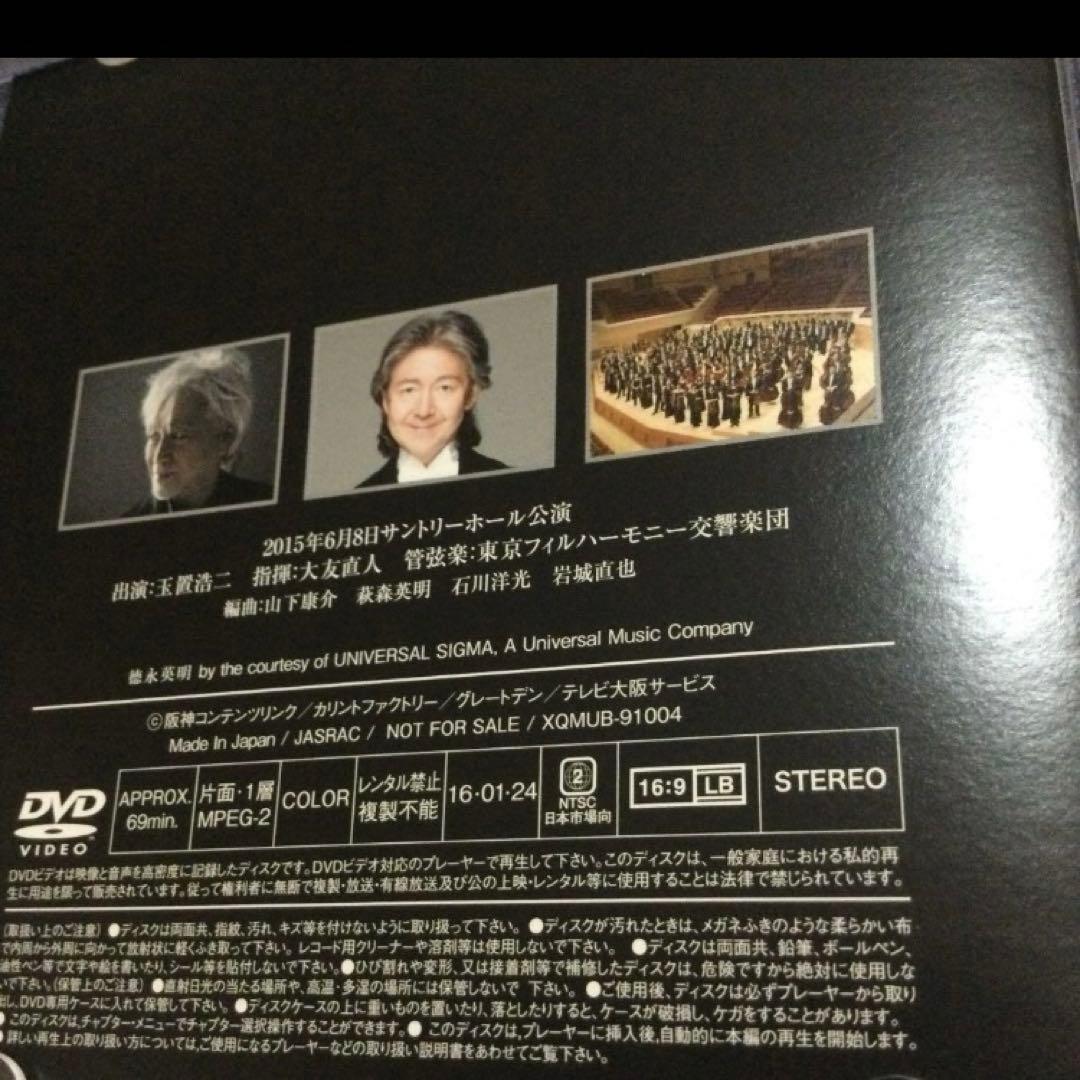 2015年6月8日サントリーホール公演
出演:玉置浩二 指揮:大友直人 管弦楽:東京フィルハーモニー交響楽団
編曲:山下康介 萩森英明 石川洋光 岩城直也
徳永英明 by the courtesy of UNIVERSAL SIGMA, A Universal Music Company
©阪神コンテンツリンク/カリントファクトリー/グレートデン/テレビ大阪サービス
Made In Japan / JASRAC / NOT FOR SALE / XQMUB-91004
DVD
VIDEO
APPROX.
69min.
片面・1層
MPEG-2
COLOR
レンタル禁止
複製不能
16・01・24
2
NTSC
日本市場向
16:9 LB
STEREO
DVDビデオは映像と音声を高密度に記録したディスクです。DVDビデオ対応のプレーヤーで再生して下さい。このディスクは、一般家庭における私的再
生に用途を限って販売されています。従って権利者に無断で複製・放送・有線放送及び公の上映・レンタル等に使用することは法律で禁じられています。
(取扱い上のご注意) ●ディスクは両面共、指紋、汚れ、キズ等を付けないように取り扱って下さい。 ●ディスクが汚れたときは、メガネふきのような柔らかい布
で内周から外周に向かって放射状に軽くふき取って下さい。レコード用クリーナーや溶剤等は使用しないで下さい。 ●ディスクは両面共、鉛筆、ボールペン、
油性ペン等で文字や絵を書いたり、シール等を貼付しないで下さい。●ひび割れや変形、又は接着剤等で補修したディスクは、危険ですから絶対に使用しな
いで下さい。(保管上のご注意) ●直射日光の当たる場所や、高温・多湿の場所には保管しないで下さい。 ●ご使用後、ディスクは必ずプレーヤーから取り
出し、DVD専用ケースに入れて保管して下さい。 ●ディスクケースの上に重いものを置いたり、落としたりすると、ケースが破損し、ケガをすることがあります。
● このディスクは、チャプター・メニューでチャプター選択操作することができます。● このディスクは、プレーヤーに挿入後、自動的に本編の再生を開始します。
● 詳しい再生上の取り扱い方については、ご使用になるプレーヤーなどの取り扱い説明書をあわせてご覧下さい。